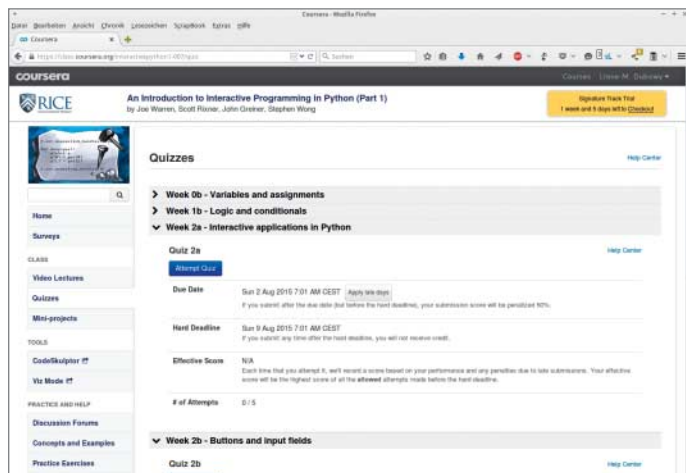 Coursera - Mozilla Firefox
Datei Bearbeiten Ansicht Chronik Lesezeichen ScrapBook Extras Hilfe
Coursera
Suchen
coursera
Courses
RICE
An Introduction to Interactive Programming in Python (Part 1)
by Joe Warren, Scott Rixner, John Greiner, Stephen Wong
Signature Track Trial
1 week and 5 days left to Checkout
Quizzes
Help Center
Week 0b - Variables and assignments
Week 1b - Logic and conditionals
Week 2a - Interactive applications in Python
Home
Surveys
CLASS
Video Lectures
Quizzes
Mini-projects
TOOLS
CodeSkulptor
Viz Mode
PRACTICE AND HELP
Discussion Forums
Concepts and Examples
Practice Exercises
Quiz 2a
Help Center
Attempt Quiz
Due Date
Sun 2 Aug 2015 7:01 AM CEST
Apply late days
If you submit after the due date (but before the hard deadline), your submission score will be penalized 50%.
Hard Deadline
Sun 9 Aug 2015 7:01 AM CEST
If you submit any time after the hard deadline, you will not receive credit.
Effective Score
N/A
Each time that you attempt it, we'll record a score based on your performance and any penalties due to late submissions. Your effective
score will be the highest score of all the allowed attempts made before the hard deadline.
# of Attempts
0 / 5
Week 2b - Buttons and input fields
Quiz 2b
Help Center